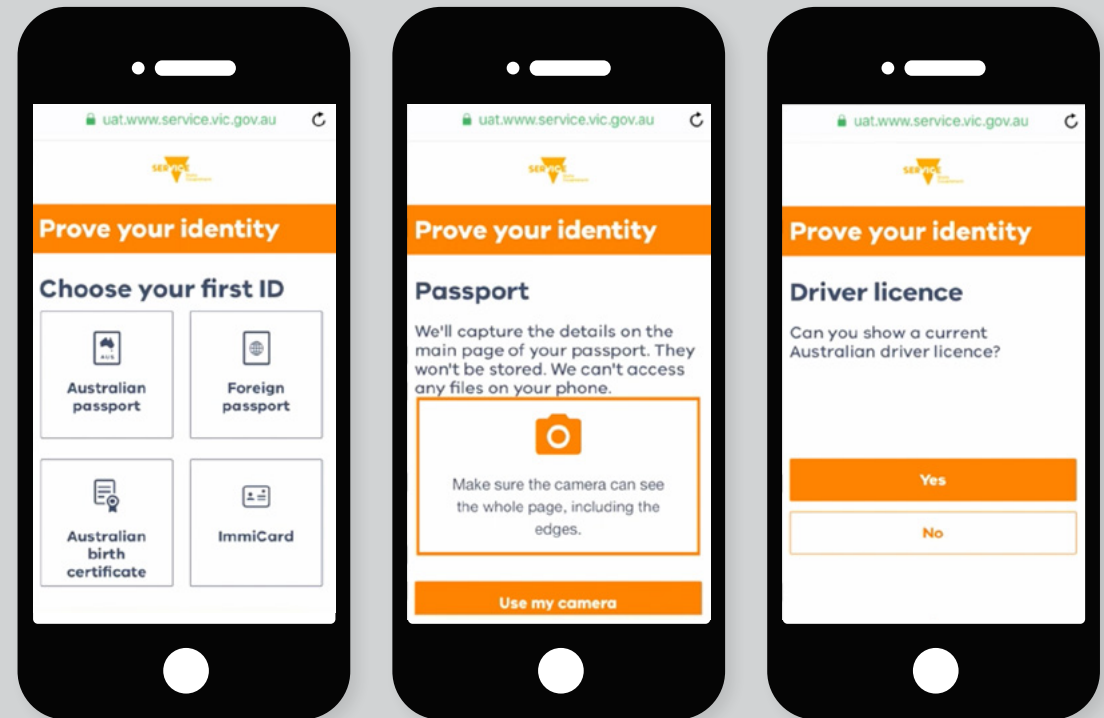 uat.www.service.vic.gov.au
SERVICE
Prove your identity
Choose your first ID
AUS
Australian
passport
Foreign
passport
Australian
birth
certificate
ImmiCard
uat.www.service.vic.gov.au
SERVICE
Prove your identity
Passport
We'll capture the details on the
main page of your passport. They
won't be stored. We can't access
any files on your phone.
Make sure the camera can see
the whole page, including the
edges.
Use my camera
uat.www.service.vic.gov.au
SERVICE
Prove your identity
Driver licence
Can you show a current
Australian driver licence?
Yes
No